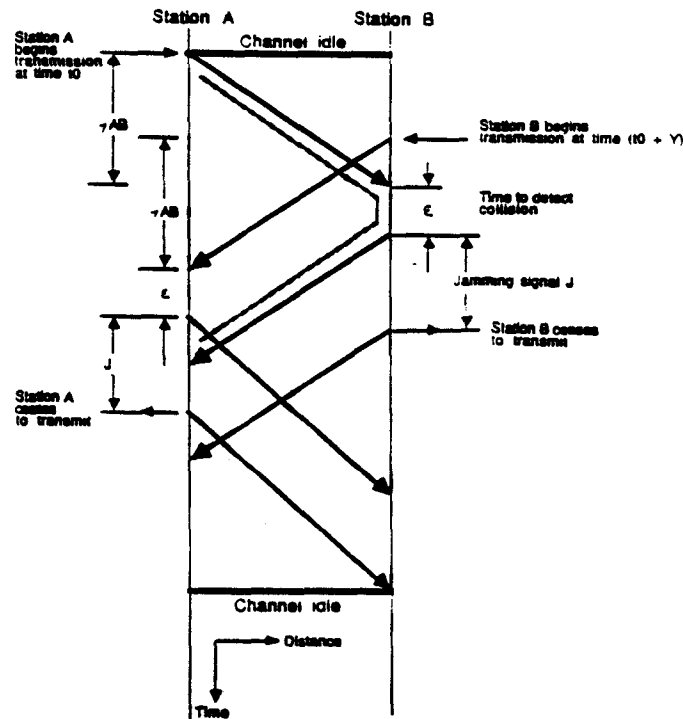 Station A
Station B
Channel idle
Station A
begins
transmission
at time t0
τAB
Station B begins
transmission at time (t0 + Y)
τAB
ε
Time to detect
collision
ε
Jamming signal J
J
Station B ceases
to transmit
Station A
ceases
to transmit
Channel idle
Distance
Time